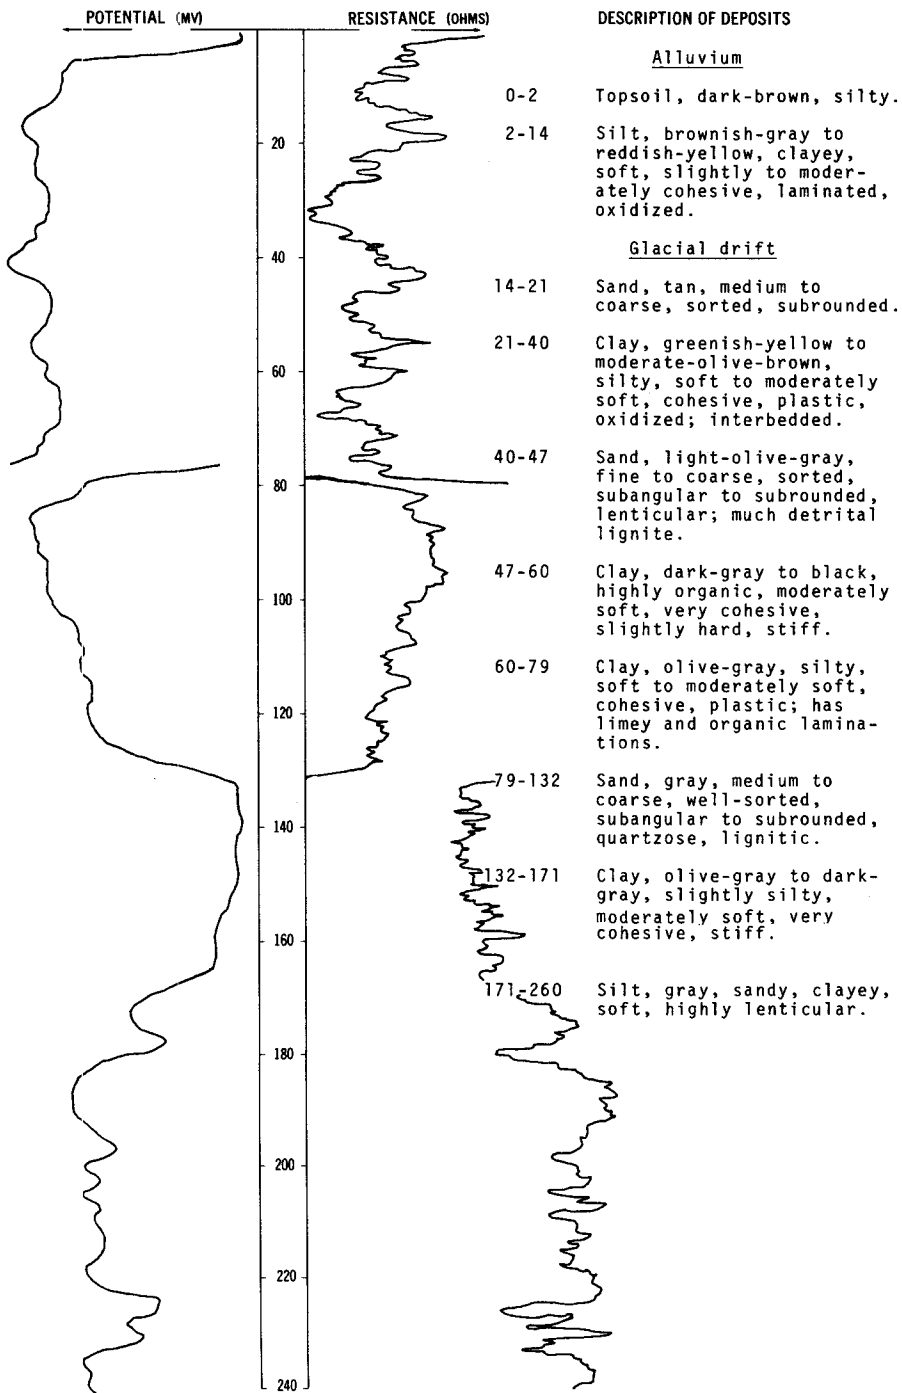 POTENTIAL (MV) RESISTANCE (OHMS) DESCRIPTION OF DEPOSITS
Alluvium
0-2 Topsoil, dark-brown, silty.
2-14 Silt, brownish-gray to
reddish-yellow, clayey,
soft, slightly to moder-
ately cohesive, laminated,
oxidized.
Glacial drift
14-21 Sand, tan, medium to
coarse, sorted, subrounded.
21-40 Clay, greenish-yellow to
moderate-olive-brown,
silty, soft to moderately
soft, cohesive, plastic,
oxidized; interbedded.
40-47 Sand, light-olive-gray,
fine to coarse, sorted,
subangular to subrounded,
lenticular; much detrital
lignite.
47-60 Clay, dark-gray to black,
highly organic, moderately
soft, very cohesive,
slightly hard, stiff.
60-79 Clay, olive-gray, silty,
soft to moderately soft,
cohesive, plastic; has
limey and organic lamina-
tions.
79-132 Sand, gray, medium to
coarse, well-sorted,
subangular to subrounded,
quartzose, lignitic.
132-171 Clay, olive-gray to dark-
gray, slightly silty,
moderately soft, very
cohesive, stiff.
171-260 Silt, gray, sandy, clayey,
soft, highly lenticular.
20
40
60
80
100
120
140
160
180
200
220
240